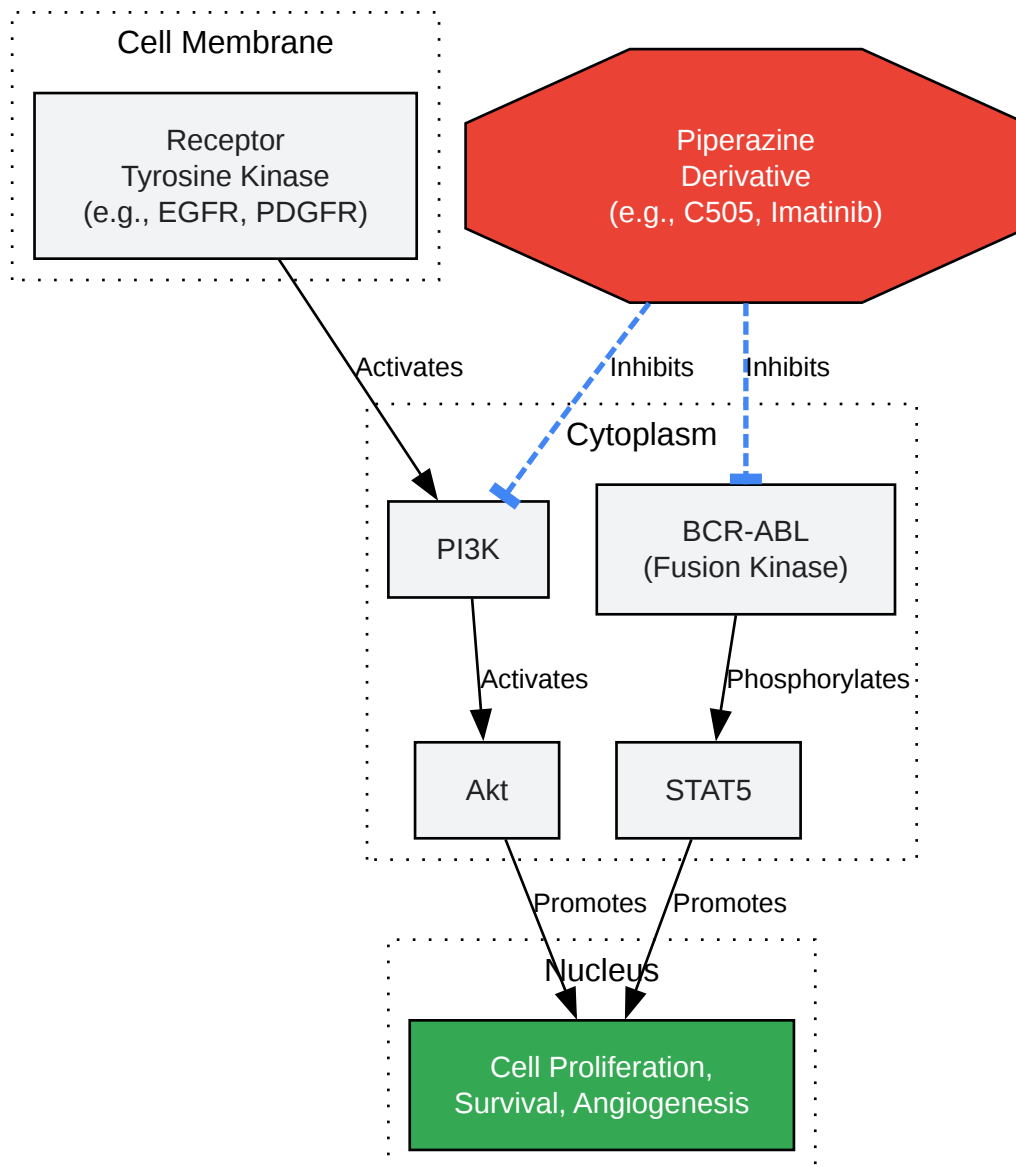 Cell Membrane
Receptor
Tyrosine Kinase
(e.g., EGFR, PDGFR)
Piperazine
Derivative
(e.g., C505, Imatinib)
Activates
Inhibits
Inhibits
Cytoplasm
PI3K
BCR-ABL
(Fusion Kinase)
Activates
Phosphorylates
Akt
STAT5
Promotes
Promotes
Nucleus
Cell Proliferation,
Survival, Angiogenesis